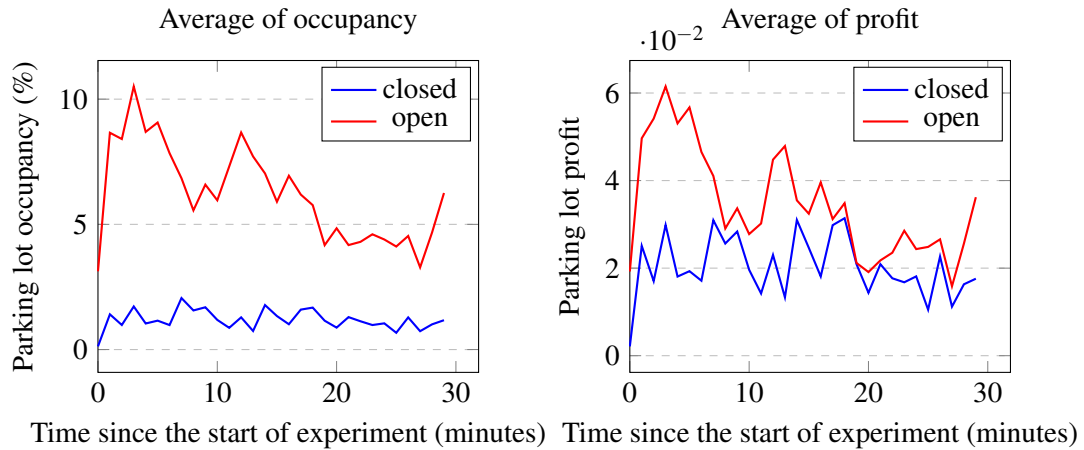 Average of occupancy
Parking lot occupancy (%)
10
5
0
closed
open
0 10 20 30
Time since the start of experiment (minutes)
Average of profit
·10⁻²
Parking lot profit
6
4
2
0
closed
open
0 10 20 30
Time since the start of experiment (minutes)